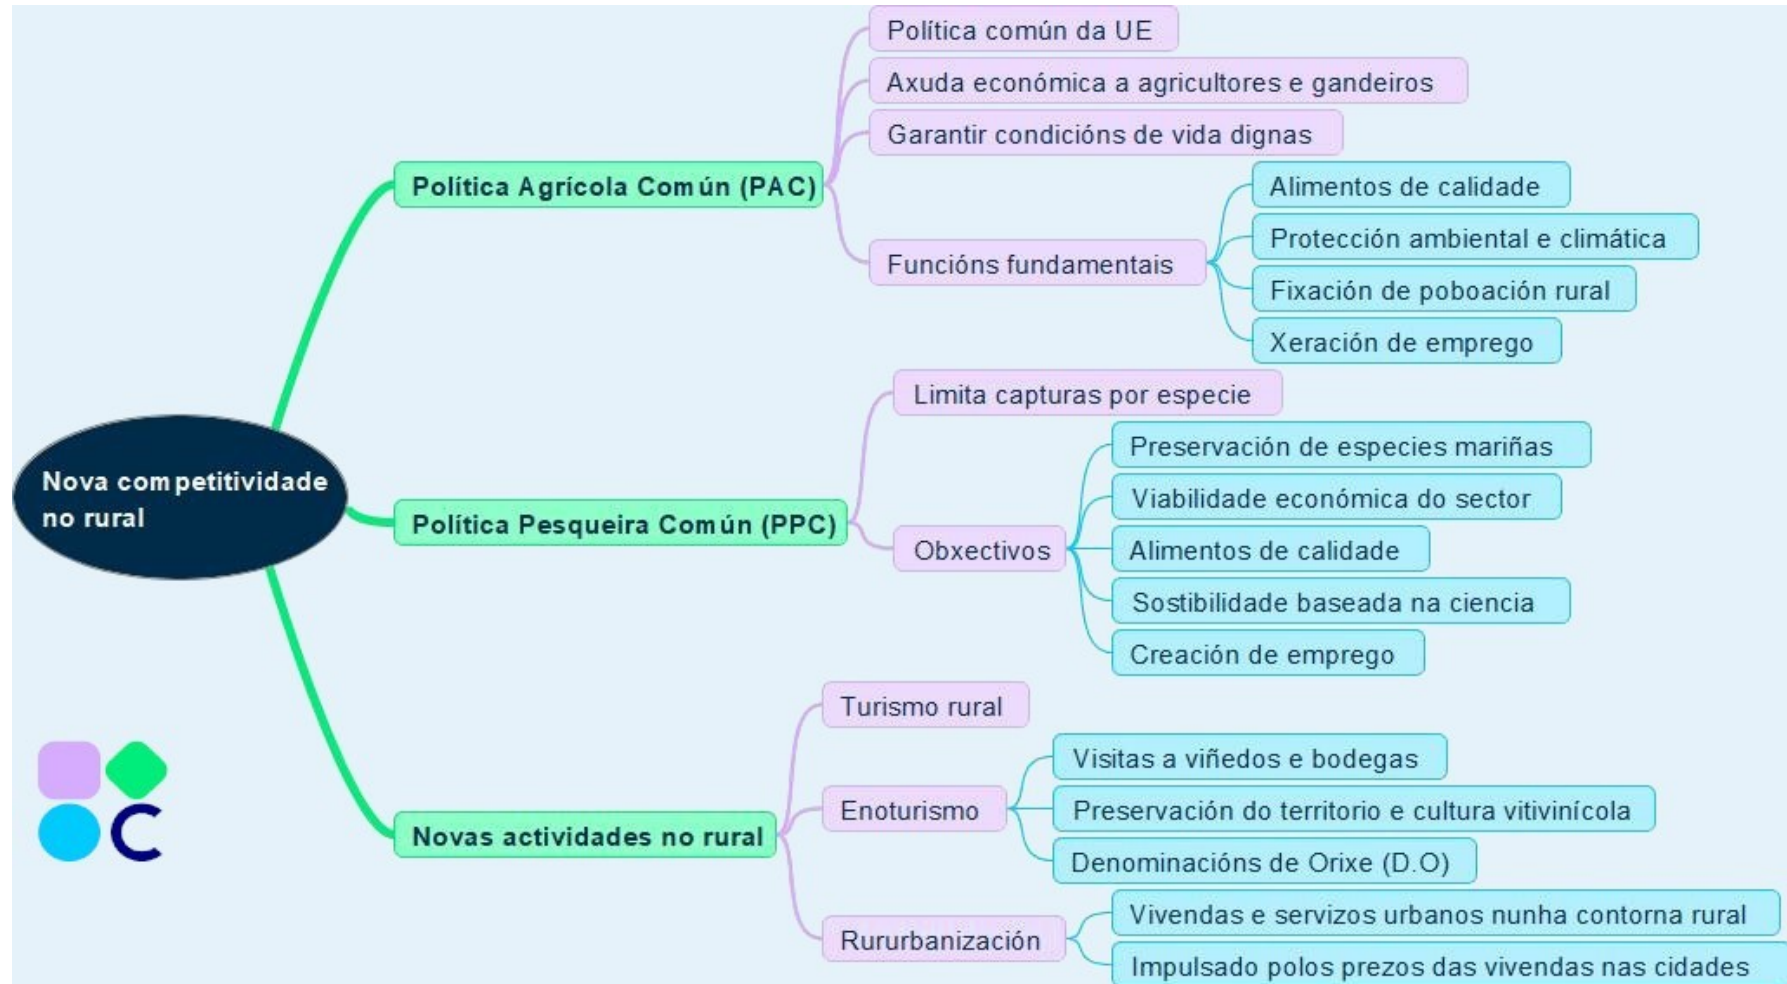 Nova competitividade
no rural
Política Agrícola Común (PAC)
Política común da UE
Axuda económica a agricultores e gandeiros
Garantir condicións de vida dignas
Funcións fundamentais
Alimentos de calidade
Protección ambiental e climática
Fixación de poboación rural
Xeración de emprego
Política Pesqueira Común (PPC)
Limita capturas por especie
Obxectivos
Preservación de especies mariñas
Viabilidade económica do sector
Alimentos de calidade
Sostibilidade baseada na ciencia
Creación de emprego
Novas actividades no rural
Turismo rural
Enoturismo
Visitas a viñedos e bodegas
Preservación do territorio e cultura vitivinícola
Denominacións de Orixe (D.O)
Rururbanización
Vivendas e servizos urbanos nunha contorna rural
Impulsado polos prezos das vivendas nas cidades
C